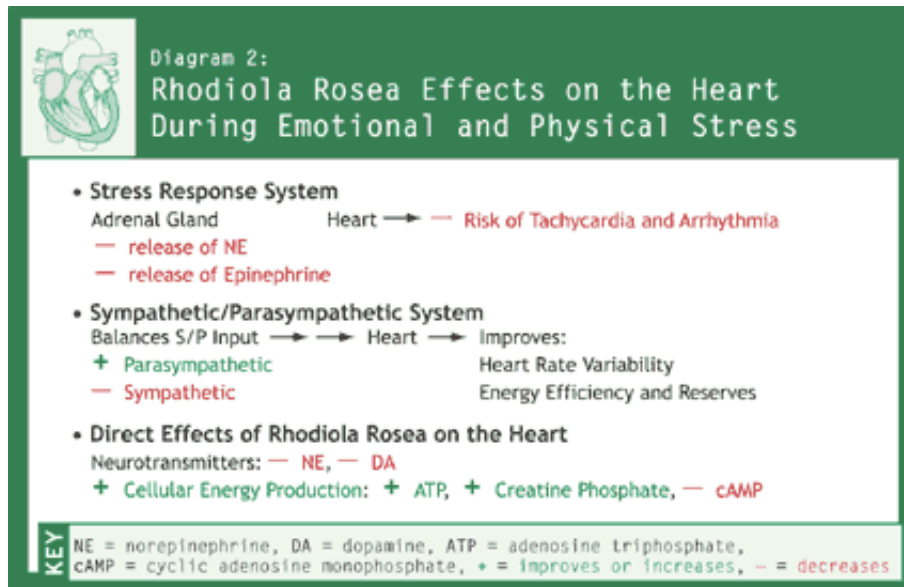 Diagram 2:
Rhodiola Rosea Effects on the Heart
During Emotional and Physical Stress
• Stress Response System
Adrenal Gland Heart → — Risk of Tachycardia and Arrhythmia
— release of NE
— release of Epinephrine
• Sympathetic/Parasympathetic System
Balances S/P Input → → Heart → Improves:
+ Parasympathetic Heart Rate Variability
— Sympathetic Energy Efficiency and Reserves
• Direct Effects of Rhodiola Rosea on the Heart
Neurotransmitters: — NE, — DA
+ Cellular Energy Production: + ATP, + Creatine Phosphate, — cAMP
KEY
NE = norepinephrine, DA = dopamine, ATP = adenosine triphosphate,
cAMP = cyclic adenosine monophosphate, + = improves or increases, — = decreases